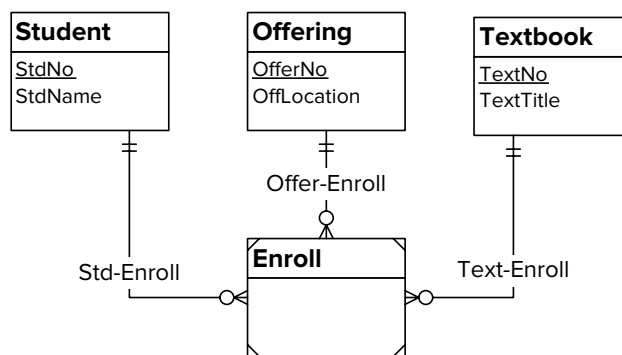 Student
StdNo
StdName
Offering
OfferNo
OffLocation
Textbook
TextNo
TextTitle
Offer-Enroll
Std-Enroll
Enroll
Text-Enroll